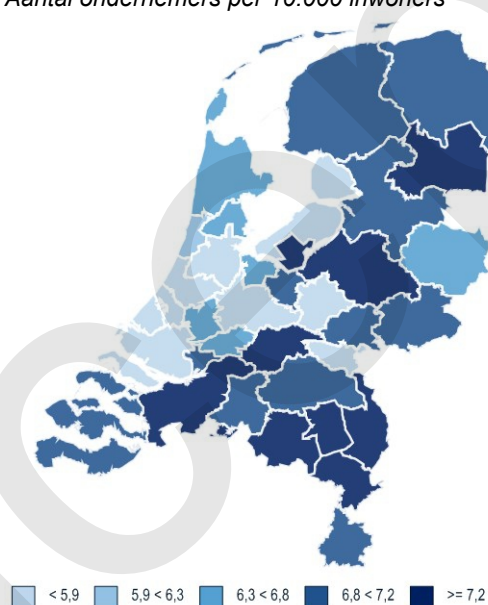 Aantal ondernemers per 10.000 inwoners
< 5,9 5,9 < 6,3 6,3 < 6,8 6,8 < 7,2 >= 7,2